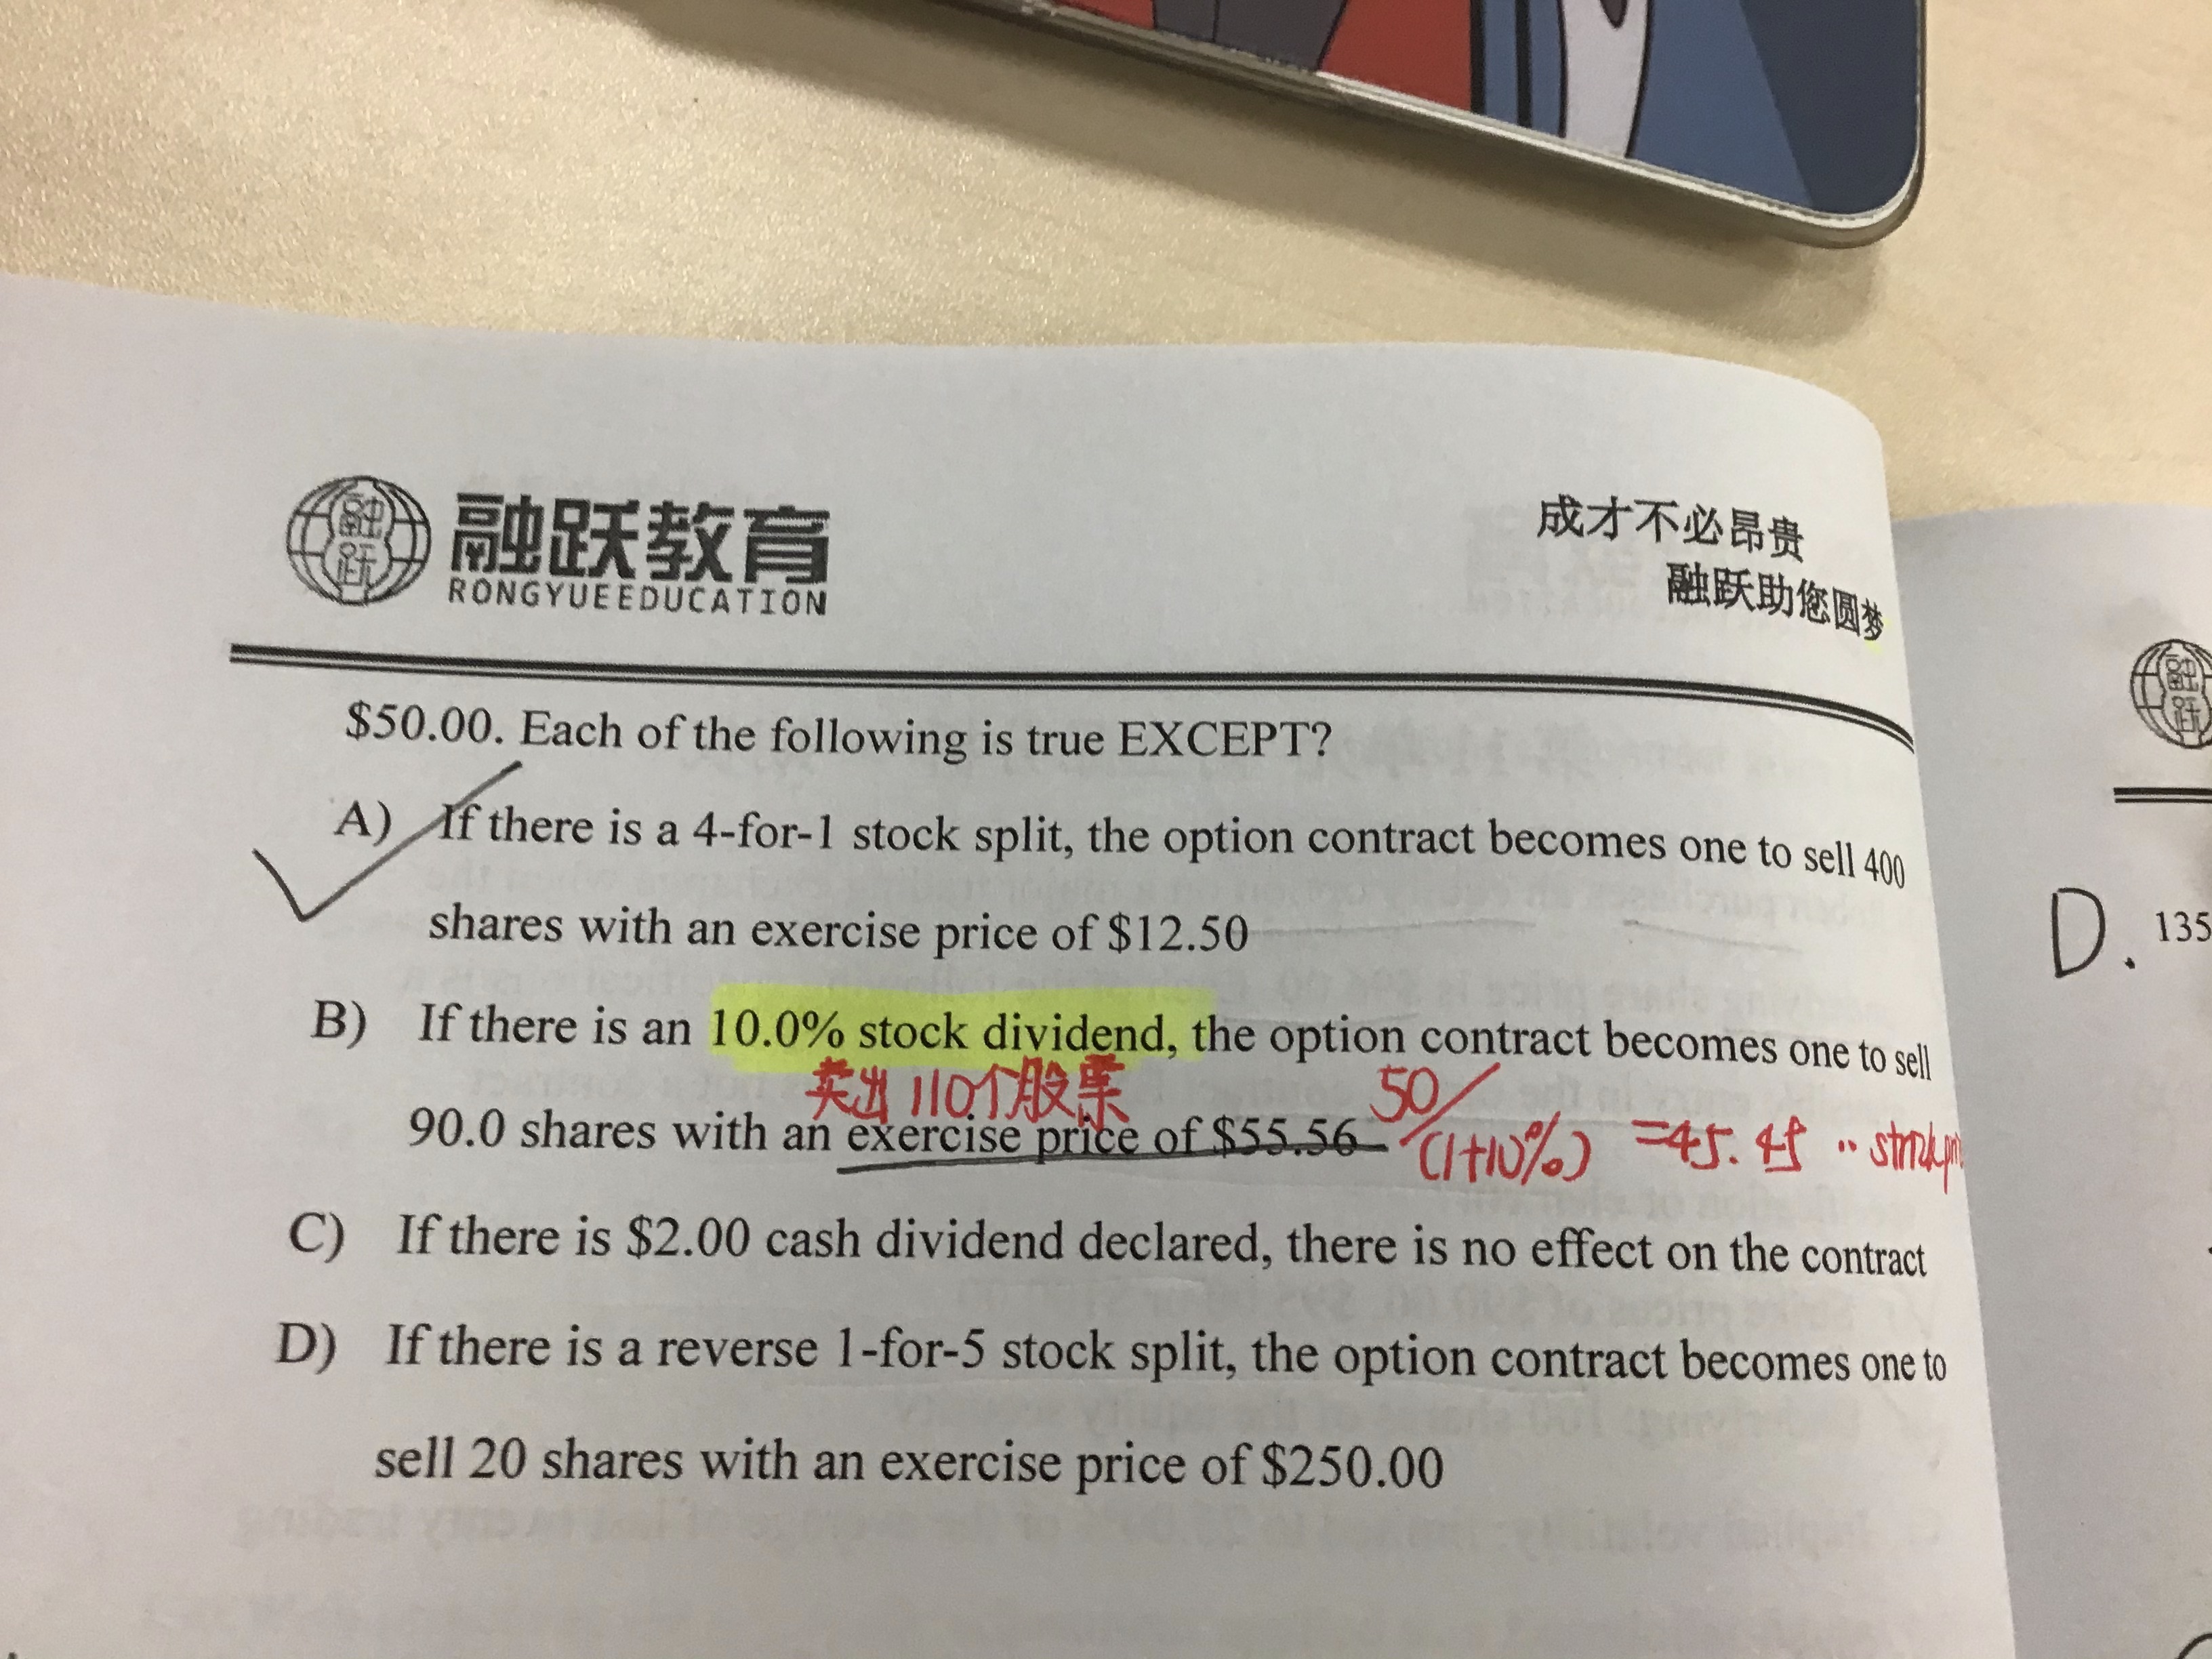 融跃教育
RONGYUEEDUCATION
成才不必昂贵
融跃助您圆梦
$50.00. Each of the following is true EXCEPT?
A) If there is a 4-for-1 stock split, the option contract becomes one to sell 400
shares with an exercise price of $12.50
B) If there is an 10.0% stock dividend, the option contract becomes one to sell
卖出110个股票
90.0 shares with an exercise price of $55.56
50/(1+10%) =45.45
C) If there is $2.00 cash dividend declared, there is no effect on the contract
D) If there is a reverse 1-for-5 stock split, the option contract becomes one to
sell 20 shares with an exercise price of $250.00
D. 135